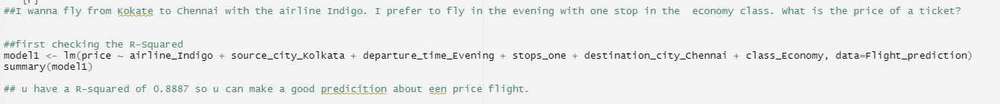 ##I wanna fly from Kokate to Chennai with the airline Indigo. I prefer to fly in the evening with one stop in the  economy class. What is the price of a ticket?
##first checking the R-Squared
model1 <- lm(price ~ airline_Indigo + source_city_Kolkata + departure_time_Evening + stops_one + destination_city_Chennai + class_Economy, data=Flight_prediction)
summary(model1)
## u have a R-squared of 0.8887 so u can make a good predicition about een price flight.